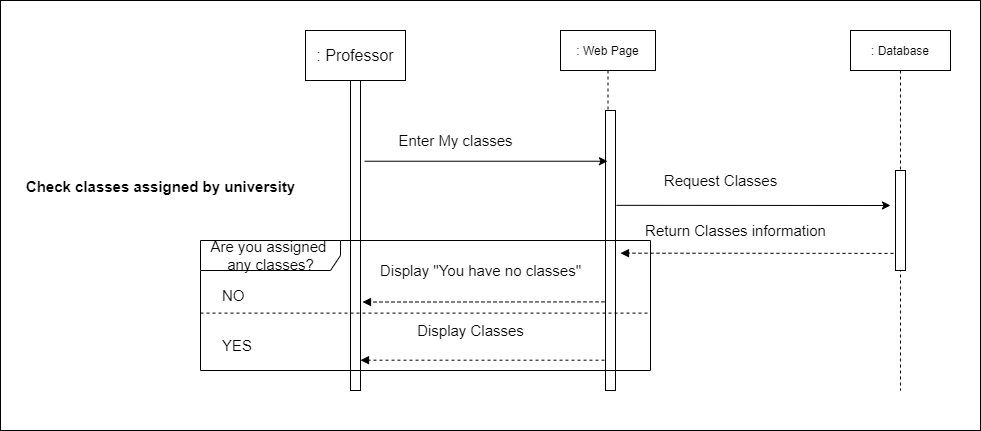 : Professor
: Web Page
: Database
Enter My classes
Check classes assigned by university
Request Classes
Return Classes information
Are you assigned
any classes?
Display "You have no classes"
NO
Display Classes
YES